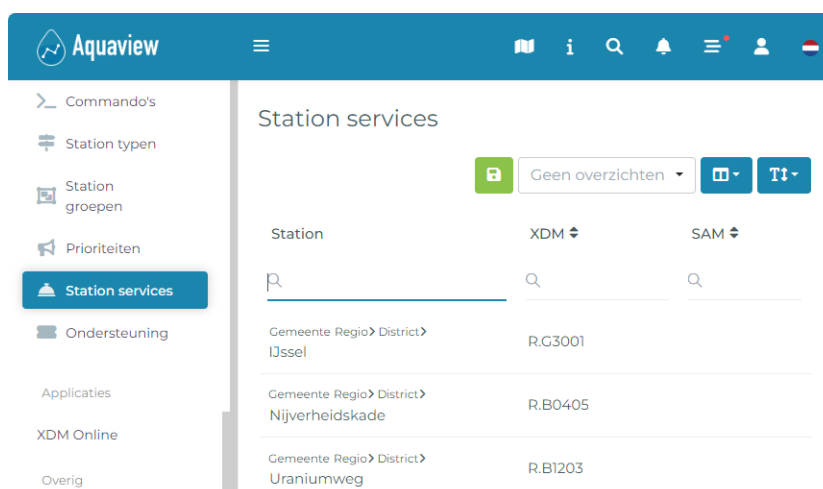 Aquaview
Commando's
Station typen
Station
groepen
Prioriteiten
Station services
Ondersteuning
Applicaties
XDM Online
Overig
Station services
Geen overzichten
Station XDM SAM
Gemeente Regio> District>
IJssel R.G3001
Gemeente Regio> District>
Nijverheidskade R.B0405
Gemeente Regio> District>
Uraniumweg R.B1203